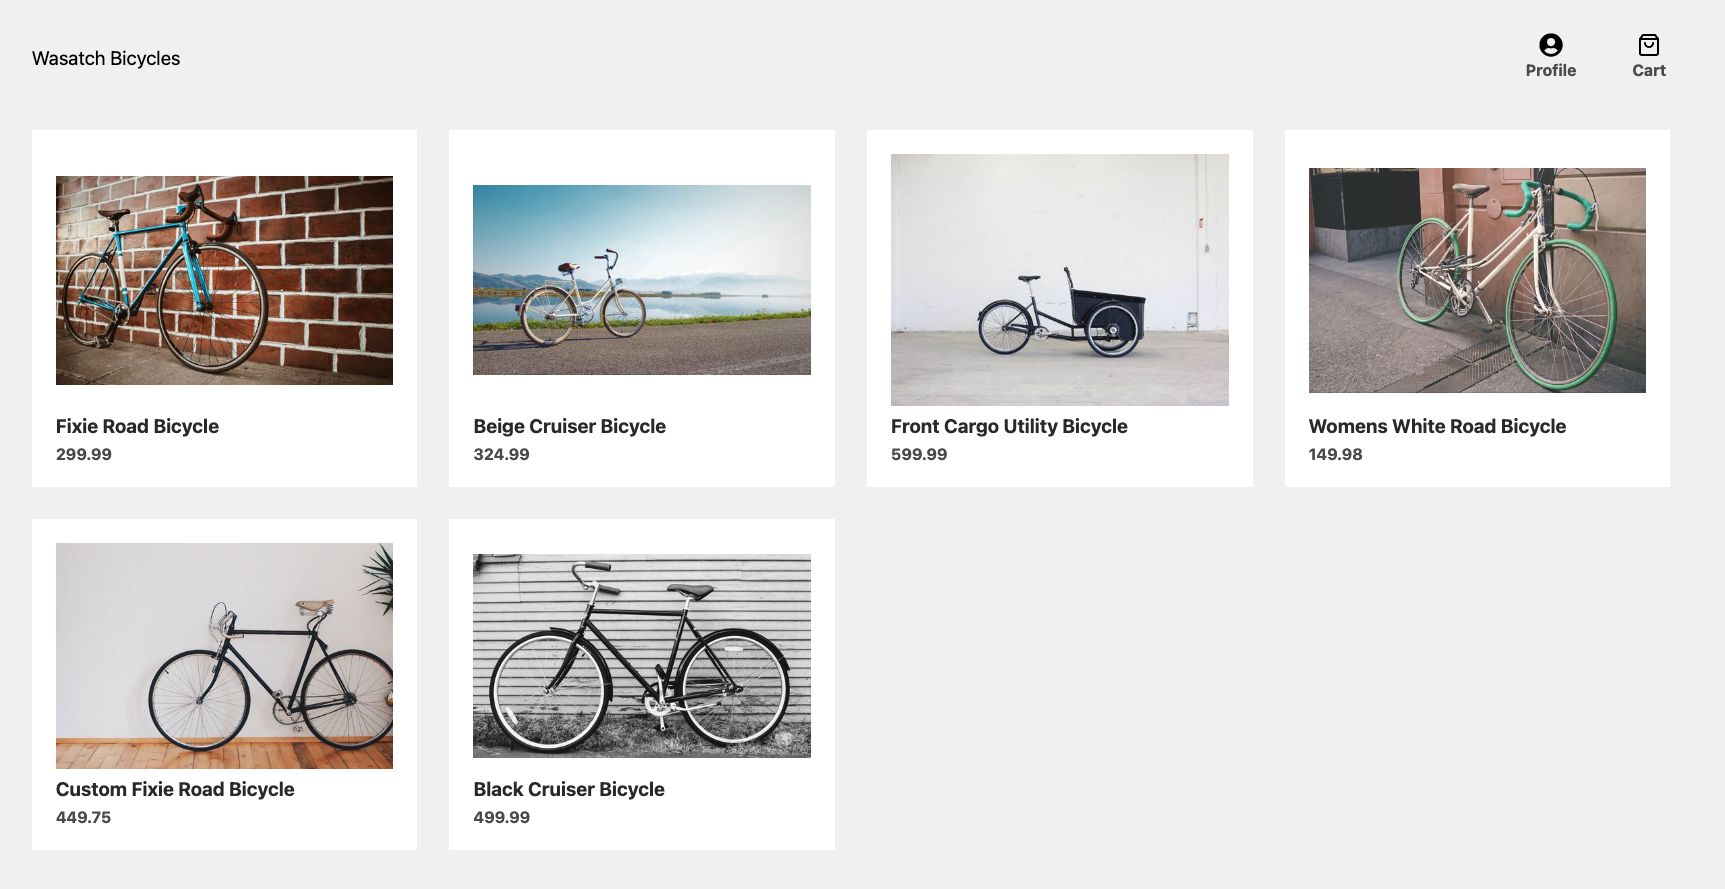 Wasatch Bicycles
Profile
Cart
Fixie Road Bicycle
299.99
Beige Cruiser Bicycle
324.99
Front Cargo Utility Bicycle
599.99
Womens White Road Bicycle
149.98
Custom Fixie Road Bicycle
449.75
Black Cruiser Bicycle
499.99